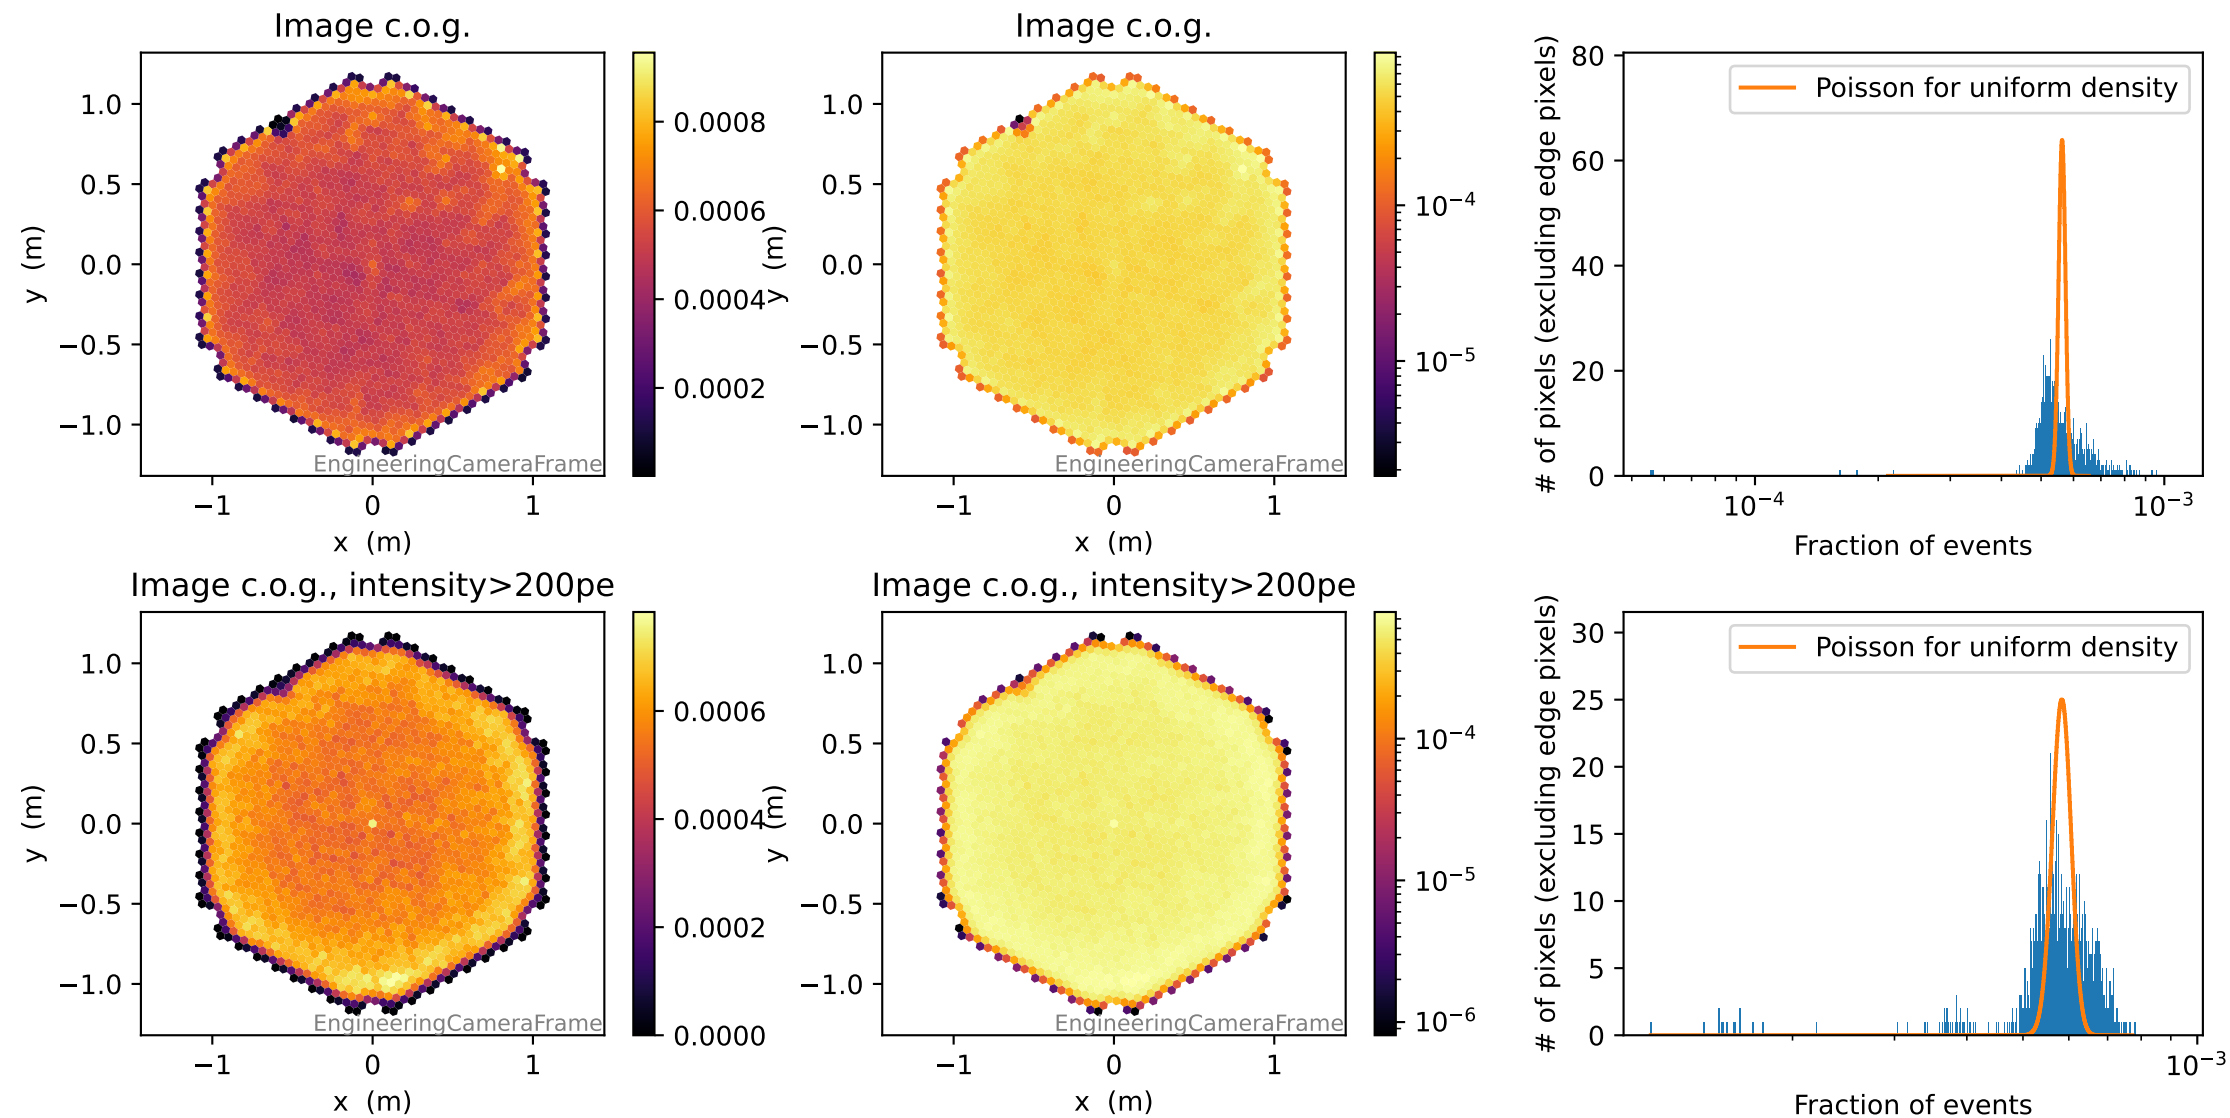 Image c.o.g.
y (m)
1.0
0.5
0.0
−0.5
−1.0
−1
0
1
x (m)
EngineeringCameraFrame
0.0008
0.0006
0.0004
0.0002
Image c.o.g.
y (m)
1.0
0.5
0.0
−0.5
−1.0
−1
0
1
x (m)
EngineeringCameraFrame
10⁻⁴
10⁻⁵
# of pixels (excluding edge pixels)
80
60
40
20
0
Poisson for uniform density
10⁻⁴
10⁻³
Fraction of events
Image c.o.g., intensity>200pe
y (m)
1.0
0.5
0.0
−0.5
−1.0
−1
0
1
x (m)
EngineeringCameraFrame
0.0006
0.0004
0.0002
0.0000
Image c.o.g., intensity>200pe
y (m)
1.0
0.5
0.0
−0.5
−1.0
−1
0
1
x (m)
EngineeringCameraFrame
10⁻⁴
10⁻⁵
10⁻⁶
# of pixels (excluding edge pixels)
30
25
20
15
10
5
0
Poisson for uniform density
10⁻³
Fraction of events